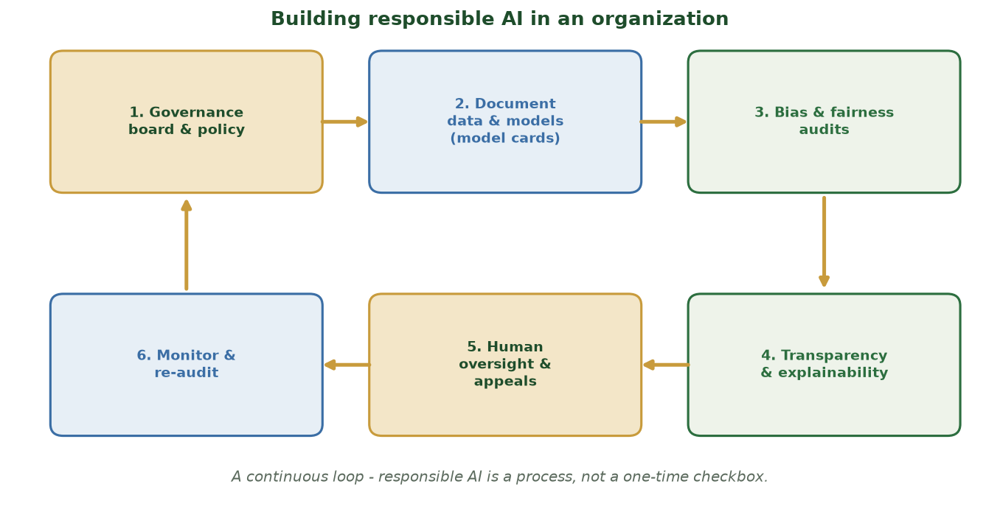 Building responsible AI in an organization
1. Governance
board & policy
2. Document
data & models
(model cards)
3. Bias & fairness
audits
4. Transparency
& explainability
5. Human
oversight &
appeals
6. Monitor &
re-audit
A continuous loop - responsible AI is a process, not a one-time checkbox.